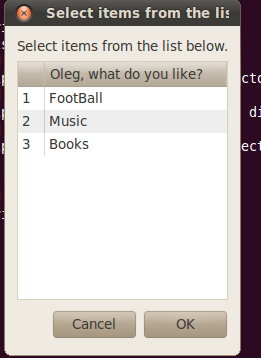 Select items from the lis
Select items from the list below.
Oleg, what do you like?
1 FootBall
2 Music
3 Books
Cancel OK